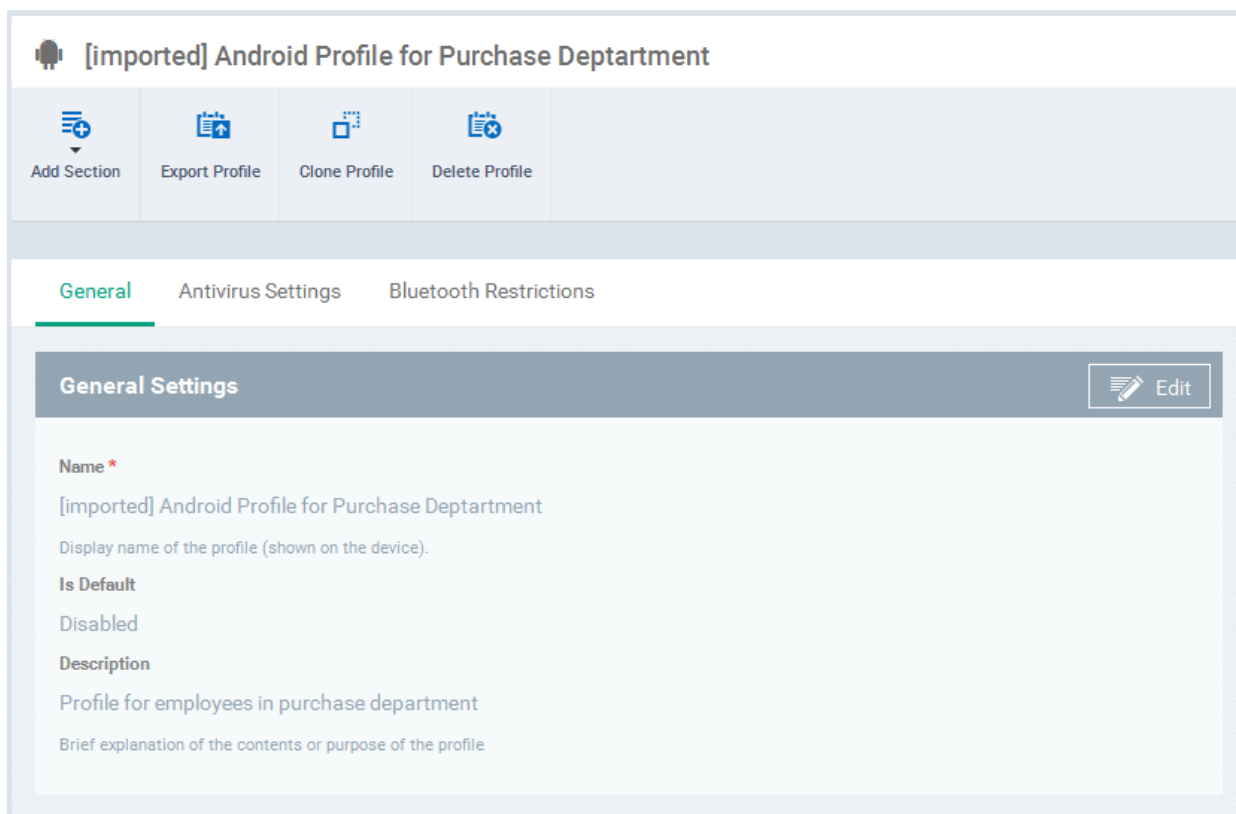 [imported] Android Profile for Purchase Deptartment
Add Section
Export Profile
Clone Profile
Delete Profile
General
Antivirus Settings
Bluetooth Restrictions
General Settings
Edit
Name *
[imported] Android Profile for Purchase Deptartment
Display name of the profile (shown on the device).
Is Default
Disabled
Description
Profile for employees in purchase department
Brief explanation of the contents or purpose of the profile